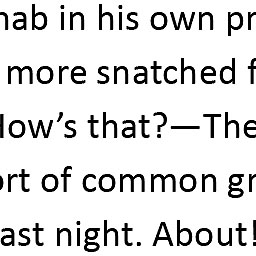 hab in his own pr
more snatched f
How’s that?—The
ort of common gr
ast night. About!